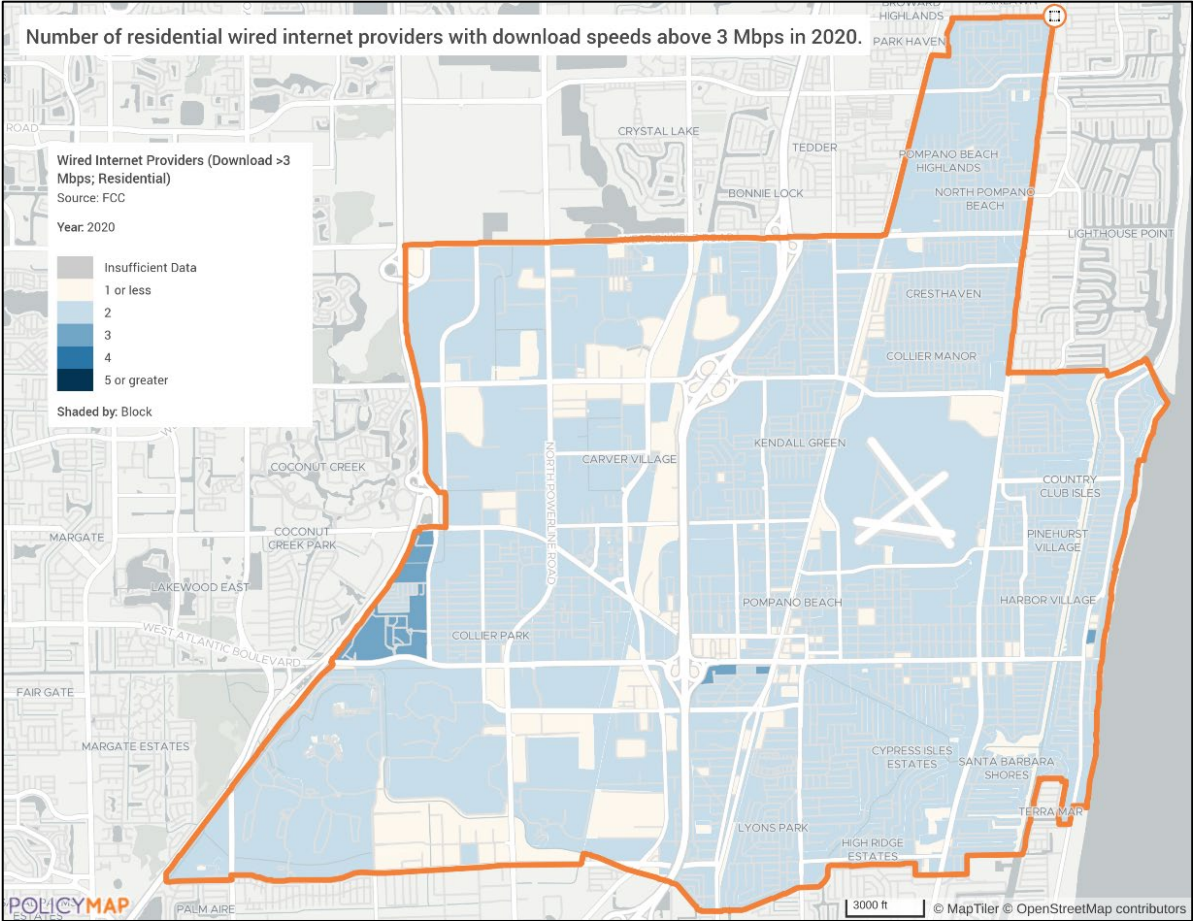 Number of residential wired internet providers with download speeds above 3 Mbps in 2020.
Wired Internet Providers (Download >3
Mbps; Residential)
Source: FCC
Year: 2020
Insufficient Data
1 or less
2
3
4
5 or greater
Shaded by: Block
HIGHLANDS
PARK HAVEN
ROAD
CRYSTAL LAKE
TEDDER
POMPANO BEACH
HIGHLANDS
BONNIE LOCK
NORTH POMPANO
BEACH
LIGHTHOUSE POINT
CRESTHAVEN
COLLIER MANOR
KENDALL GREEN
CARVER VILLAGE
NORTH POWERLINE ROAD
COCONUT CREEK
COUNTRY
CLUB ISLES
MARGATE
COCONUT
CREEK PARK
PINEHURST
VILLAGE
LAKEWOOD EAST
HARBOR VILLAGE
POMPANO BEACH
WEST ATLANTIC BOULEVARD
COLLIER PARK
FAIR GATE
MARGATE ESTATES
CYPRESS ISLES
ESTATES
SANTA BARBARA
SHORES
TERRA MAR
LYONS PARK
HIGH RIDGE
ESTATES
POLICYMAP
ESTATES
PALM AIRE
3000 ft
© MapTiler © OpenStreetMap contributors